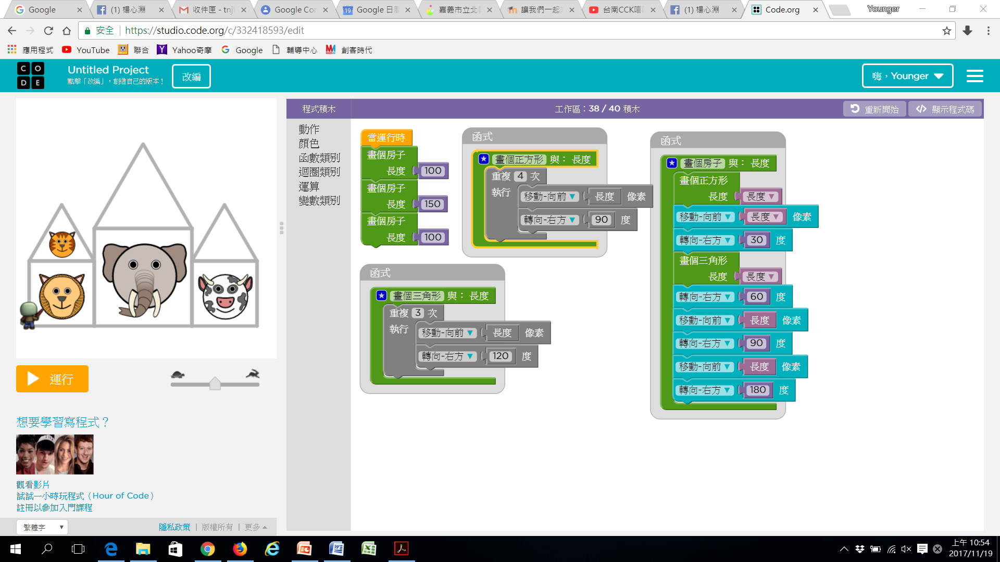 Google
(1) 楊心淵
收件匣 - tnj
Google Cor
Google 日
嘉義市立北
讓我們一起
台南CCK嘻
(1) 楊心淵
Code.org
Younger
安全
https://studio.code.org/c/332418593/edit
應用程式
YouTube
聯合
Yahoo奇摩
Google
輔導中心
創客時代
C O
D E
Untitled Project
點擊「改編」，創造自己的版本！
改編
嗨，Younger
程式積木
工作區：38 / 40 積木
重新開始
顯示程式碼
動作
顏色
函數類別
迴圈類別
運算
變數類別
當運行時
畫個房子
長度 100
畫個房子
長度 150
畫個房子
長度 100
函式
畫個正方形 與： 長度
重複 4 次
執行
移動-向前 長度 像素
轉向-右方 90 度
函式
畫個三角形 與： 長度
重複 3 次
執行
移動-向前 長度 像素
轉向-右方 120 度
函式
畫個房子 與： 長度
畫個正方形
長度 長度
移動-向前 長度 像素
轉向-右方 30 度
畫個三角形
長度 長度
轉向-右方 60 度
移動-向前 長度 像素
轉向-右方 90 度
移動-向前 長度 像素
轉向-右方 180 度
運行
想要學習寫程式？
觀看影片
試試一小時玩程式（Hour of Code）
註冊以參加入門課程
繁體字
隱私政策 | 版權所有 | 更多
上午 10:54
2017/11/19